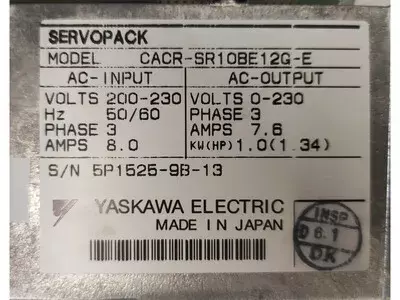 SERVOPACK
MODEL CACR-SR10BE12G-E
AC-INPUT AC-OUTPUT
VOLTS 200-230 VOLTS 0-230
Hz 50/60 PHASE 3
PHASE 3 AMPS 7.6
AMPS 8.0 KW(HP) 1.0(1.34)
S/N 5P1525-9B-13
YASKAWA ELECTRIC
MADE IN JAPAN
INSP
D 6.1
DK